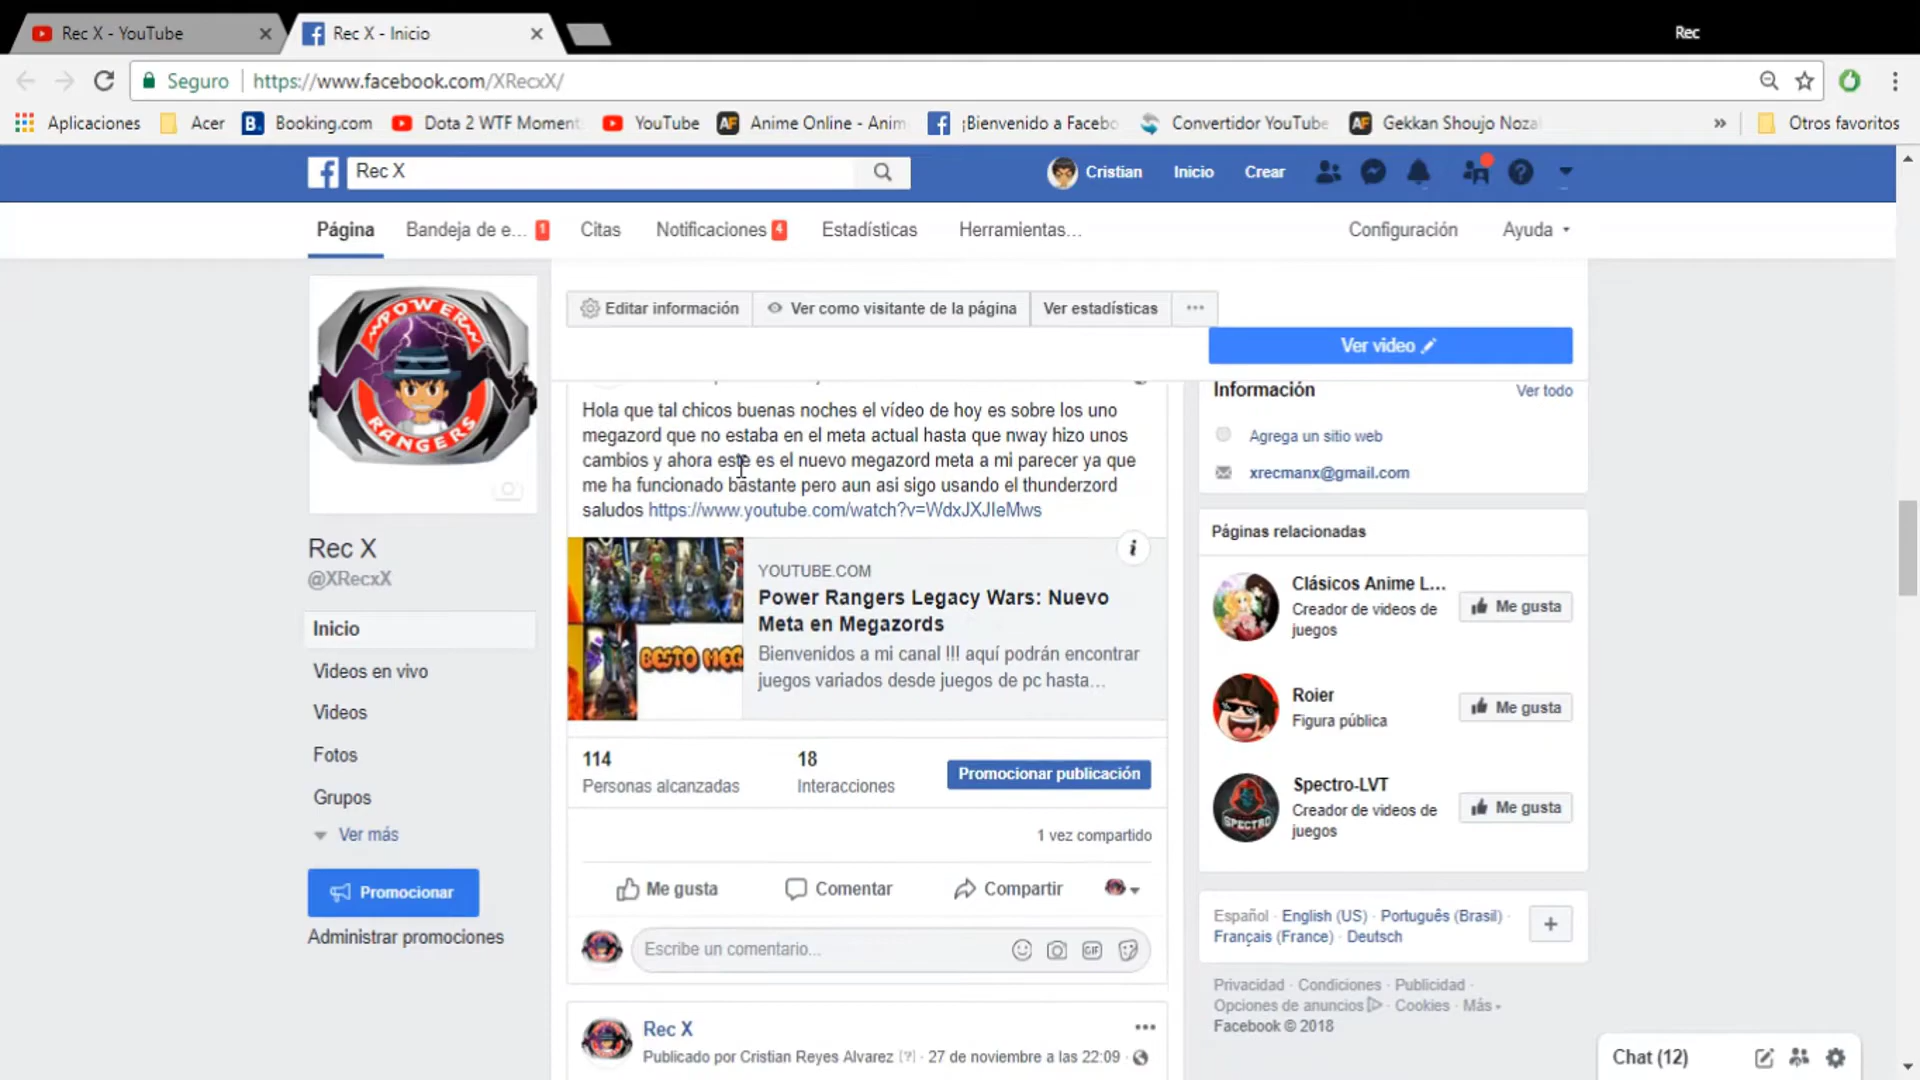 Rec X - YouTube
Rec X - Inicio
Rec
Seguro
https://www.facebook.com/XRecxX/
Aplicaciones
Acer
B.
Booking.com
Dota 2 WTF Moment
YouTube
AF
Anime Online - Anim
¡Bienvenido a Facebo
Convertidor YouTube
AF
Gekkan Shoujo Noza
»
Otros favoritos
Rec X
Cristian
Inicio
Crear
Página
Bandeja de e... 1
Citas
Notificaciones 4
Estadísticas
Herramientas...
Configuración
Ayuda
POWER
RANGERS
Rec X
@XRecxX
Inicio
Videos en vivo
Videos
Fotos
Grupos
Ver más
Promocionar
Administrar promociones
Editar información
Ver como visitante de la página
Ver estadísticas
...
Ver video
Hola que tal chicos buenas noches el vídeo de hoy es sobre los uno
megazord que no estaba en el meta actual hasta que nway hizo unos
cambios y ahora este es el nuevo megazord meta a mi parecer ya que
me ha funcionado bastante pero aun asi sigo usando el thunderzord
saludos https://www.youtube.com/watch?v=WdxJXJIeMws
BESTO MEG
i
YOUTUBE.COM
Power Rangers Legacy Wars: Nuevo
Meta en Megazords
Bienvenidos a mi canal !!! aquí podrán encontrar
juegos variados desde juegos de pc hasta...
114
Personas alcanzadas
18
Interacciones
Promocionar publicación
1 vez compartido
Me gusta
Comentar
Compartir
Escribe un comentario...
GIF
Rec X
...
Publicado por Cristian Reyes Alvarez [?] · 27 de noviembre a las 22:09 ·
Información
Ver todo
Agrega un sitio web
xrecmanx@gmail.com
Páginas relacionadas
Clásicos Anime L...
Creador de videos de
juegos
Me gusta
Roier
Figura pública
Me gusta
SPECTRO
Spectro-LVT
Creador de videos de
juegos
Me gusta
Español · English (US) · Português (Brasil) ·
Français (France) · Deutsch
+
Privacidad · Condiciones · Publicidad ·
Opciones de anuncios · Cookies · Más
Facebook © 2018
Chat (12)